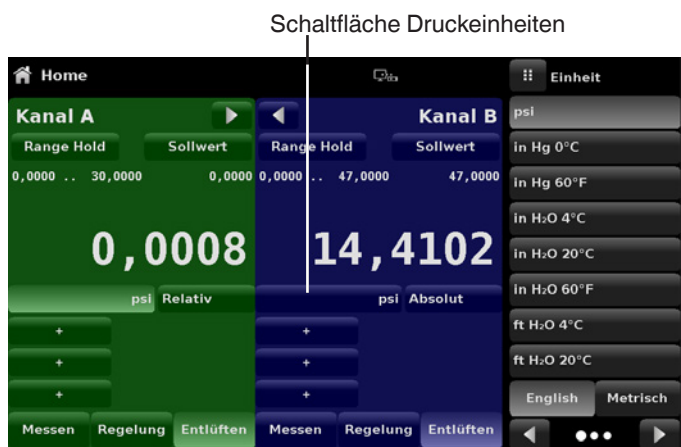 Schaltfläche Druckeinheiten
Home
Einheit
Kanal A
Kanal B
Range Hold Sollwert
Range Hold Sollwert
0,0000 .. 30,0000 0,0000
0,0000 .. 47,0000 47,0000
0,0008
14,4102
psi Relativ
psi Absolut
+
+
+
+
+
+
Messen Regelung Entlüften
Messen Regelung Entlüften
psi
in Hg 0°C
in Hg 60°F
in H₂O 4°C
in H₂O 20°C
in H₂O 60°F
ft H₂O 4°C
ft H₂O 20°C
English Metrisch